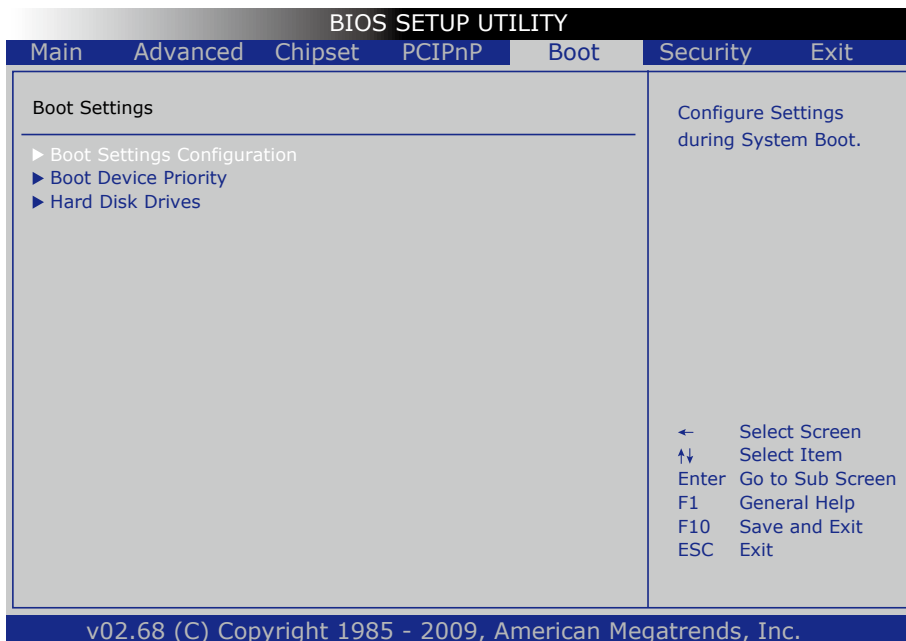 BIOS SETUP UTILITY
Main Advanced Chipset PCIPnP Boot Security Exit
Boot Settings
▶ Boot Settings Configuration
▶ Boot Device Priority
▶ Hard Disk Drives
Configure Settings
during System Boot.
← Select Screen
↑↓ Select Item
Enter Go to Sub Screen
F1 General Help
F10 Save and Exit
ESC Exit
v02.68 (C) Copyright 1985 - 2009, American Megatrends, Inc.